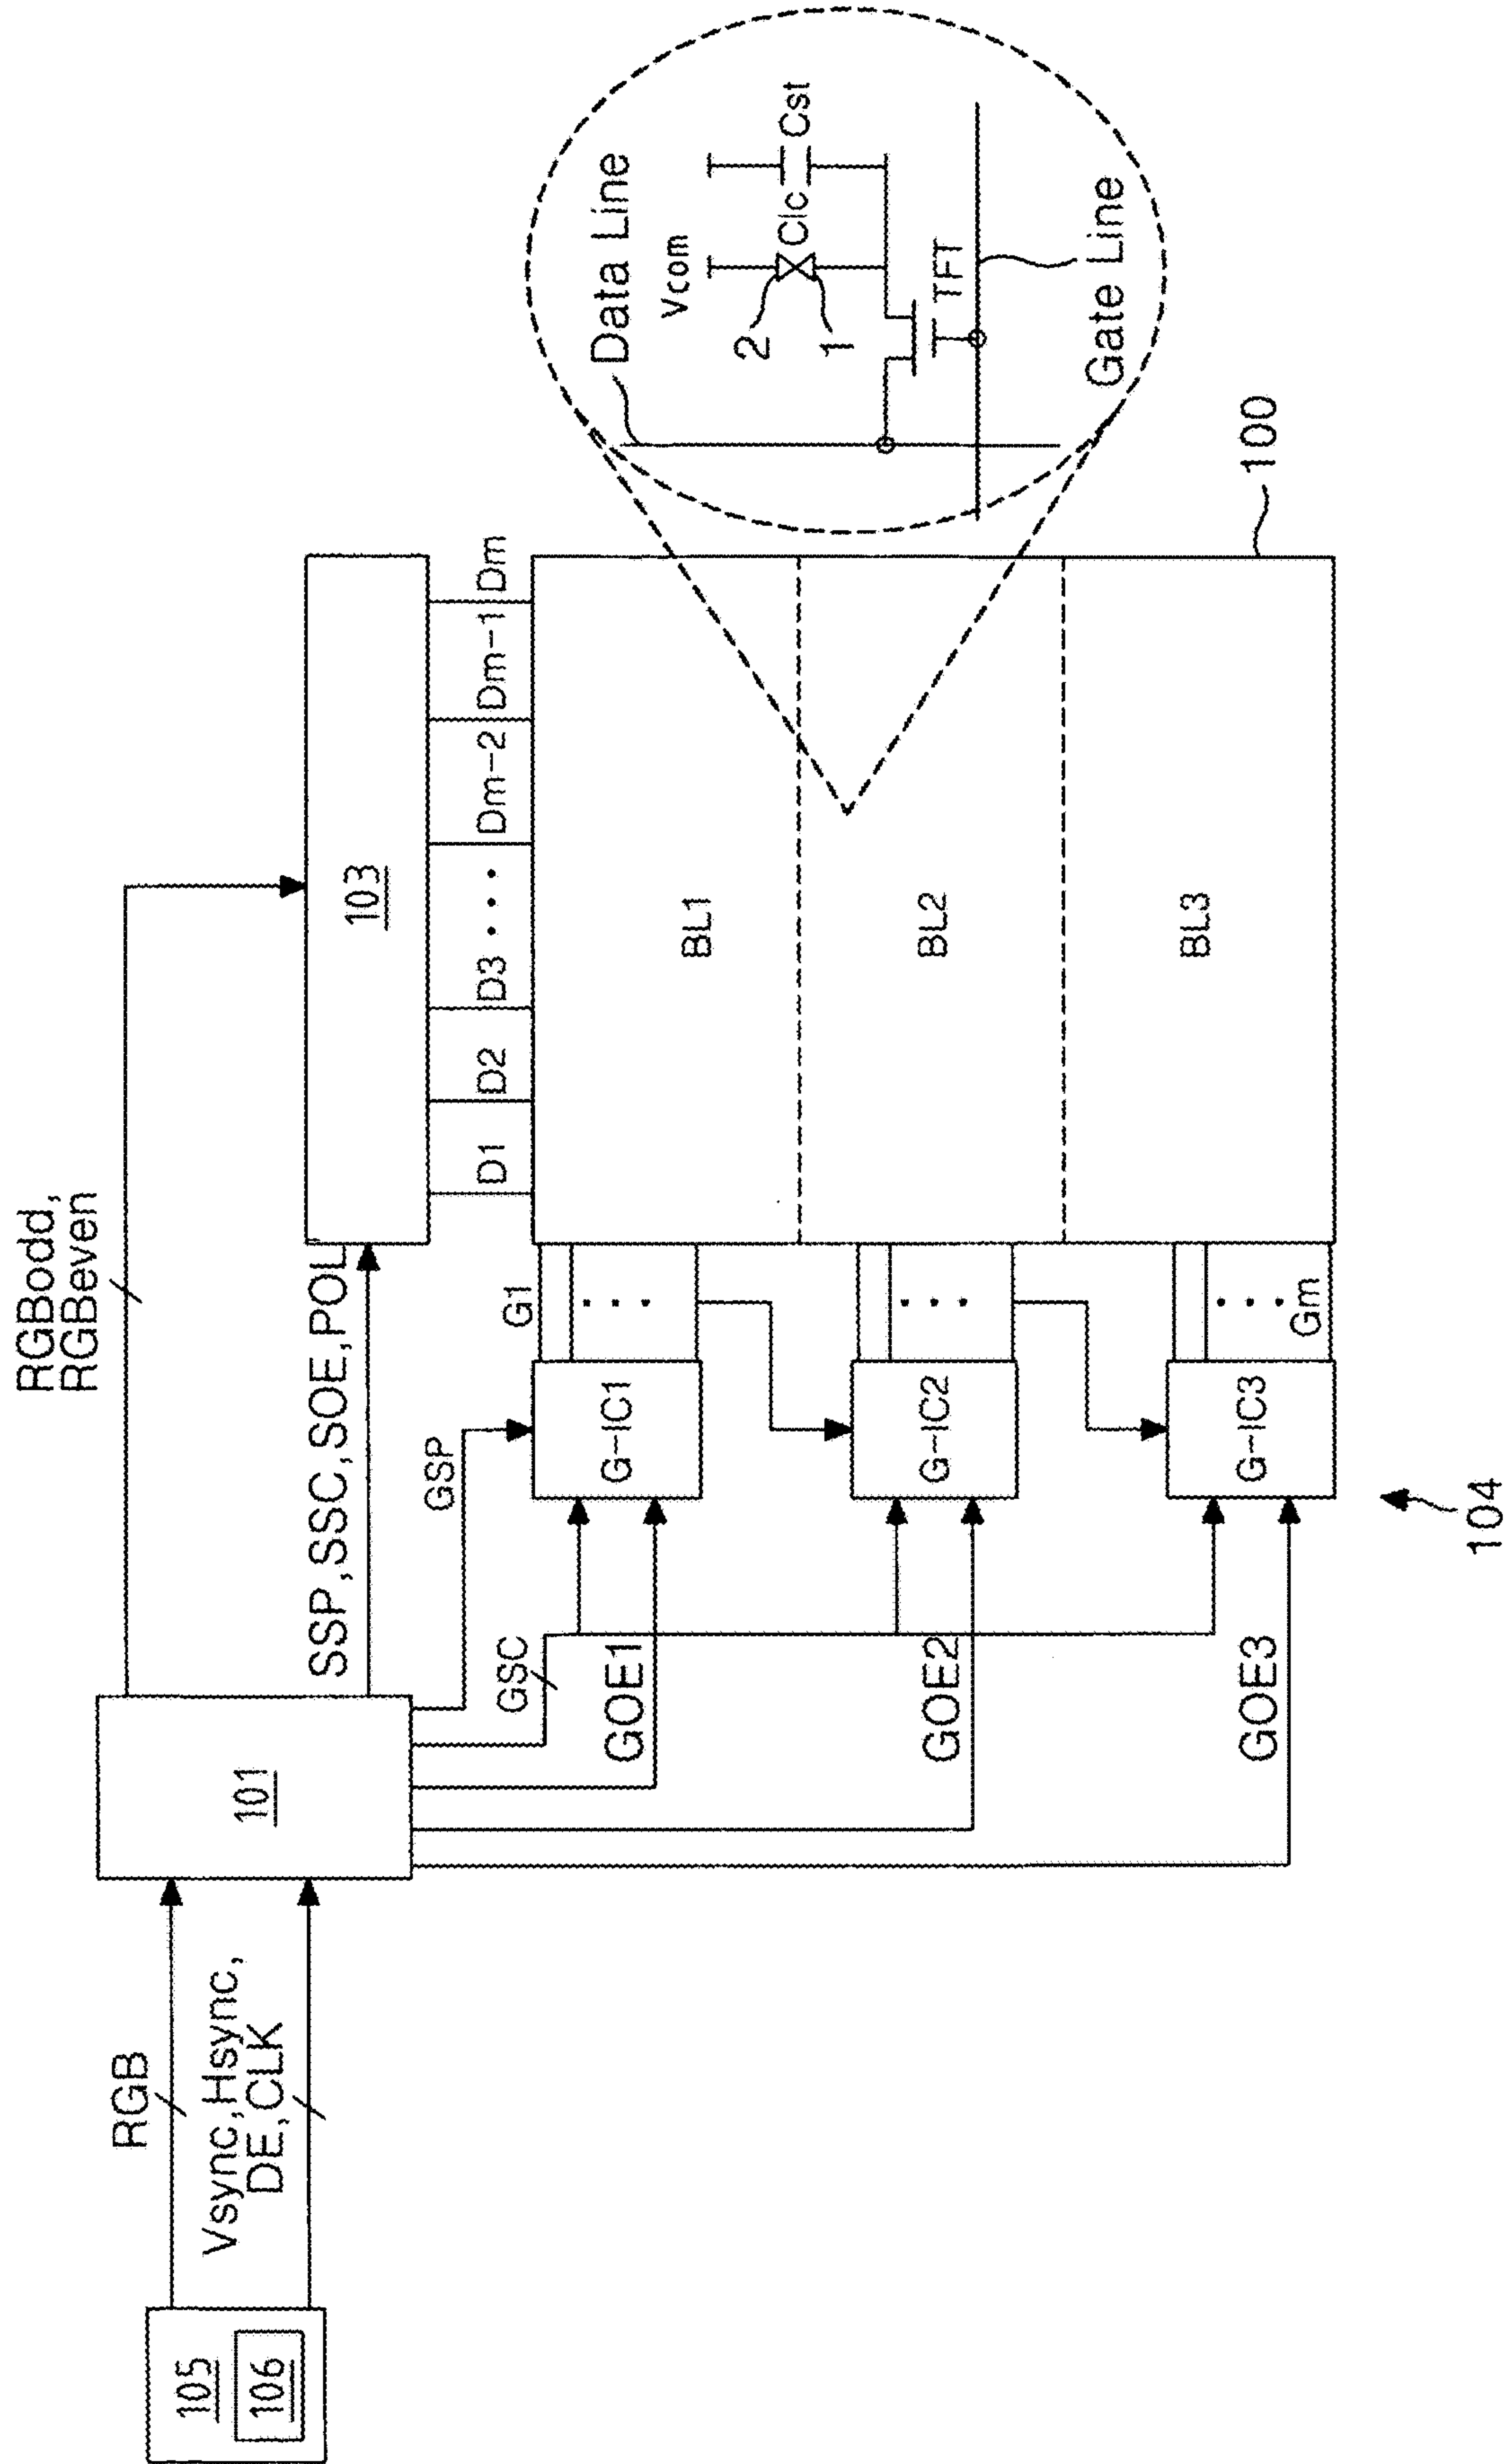 RGBodd,
RGBeven
RGB
Vsync,Hsync,
DE,CLK
105
106
101
SSP,SSC,SOE,POL
103
GSP
GSC
GOE1
GOE2
GOE3
D1
D2
D3
• • •
Dm-2
Dm-1
Dm
G1
• • •
G-IC1
BL1
• • •
G-IC2
BL2
• • •
Gm
G-IC3
BL3
104
100
Data Line
Vcom
2
1
Clc
Cst
TFT
Gate Line